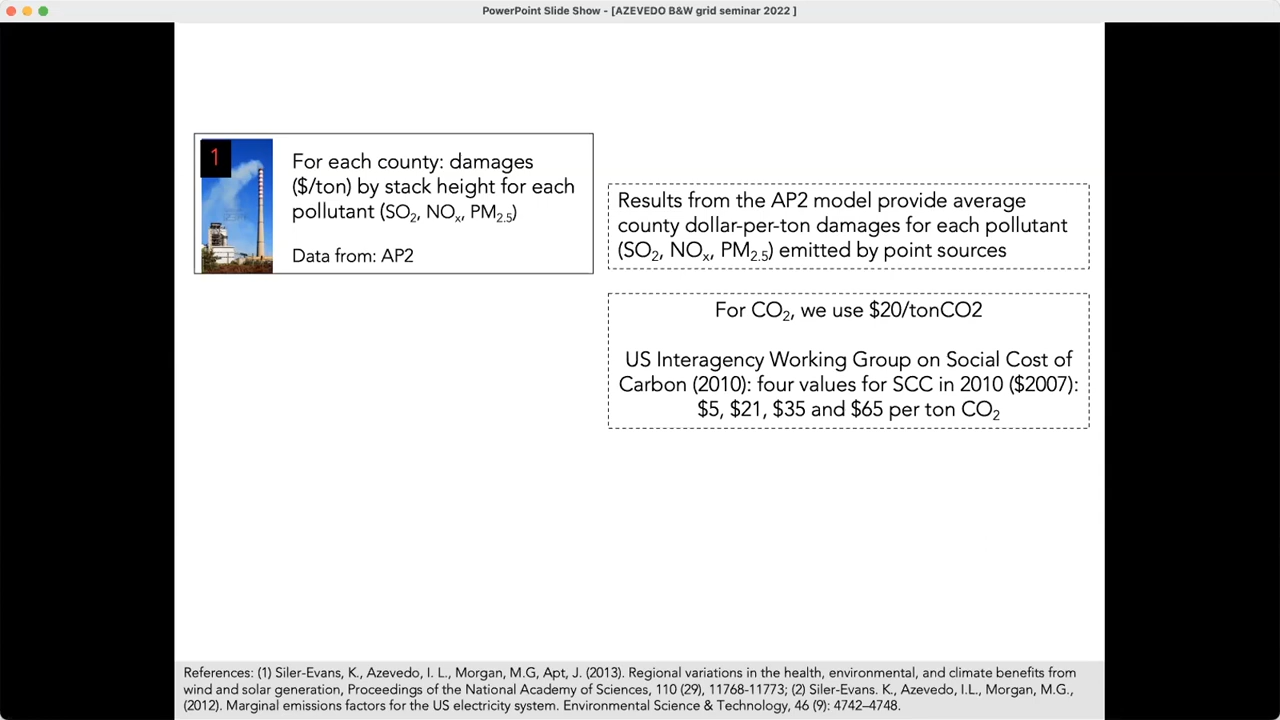 PowerPoint Slide Show - [AZEVEDO B&W grid seminar 2022 ]
1
For each county: damages
($/ton) by stack height for each
pollutant (SO2, NOx, PM2.5)
Data from: AP2
Results from the AP2 model provide average
county dollar-per-ton damages for each pollutant
(SO2, NOx, PM2.5) emitted by point sources
For CO2, we use $20/tonCO2
US Interagency Working Group on Social Cost of
Carbon (2010): four values for SCC in 2010 ($2007):
$5, $21, $35 and $65 per ton CO2
References: (1) Siler-Evans, K., Azevedo, I. L., Morgan, M.G, Apt, J. (2013). Regional variations in the health, environmental, and climate benefits from
wind and solar generation, Proceedings of the National Academy of Sciences, 110 (29), 11768-11773; (2) Siler-Evans. K., Azevedo, I.L., Morgan, M.G.,
(2012). Marginal emissions factors for the US electricity system. Environmental Science & Technology, 46 (9): 4742–4748.